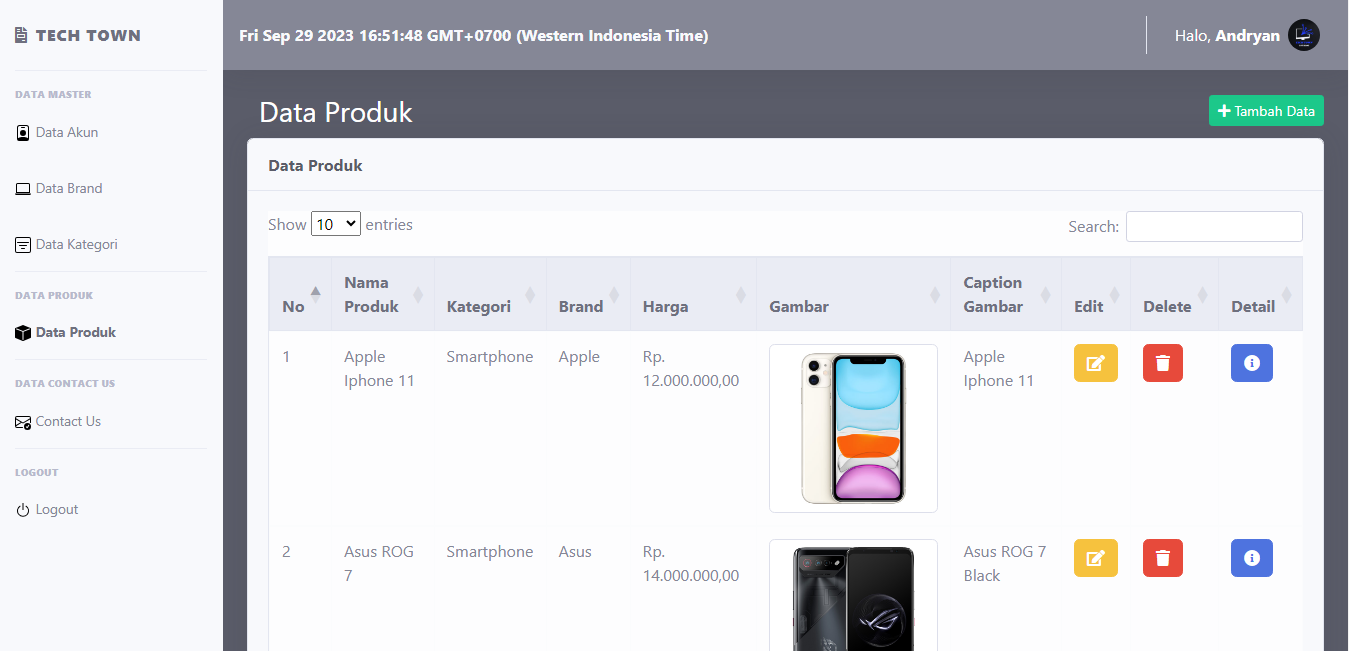 TECH TOWN
Fri Sep 29 2023 16:51:48 GMT+0700 (Western Indonesia Time)
Halo, Andryan
DATA MASTER
Data Akun
Data Brand
Data Kategori
DATA PRODUK
Data Produk
DATA CONTACT US
Contact Us
LOGOUT
Logout
Data Produk
Tambah Data
Data Produk
Show 10 entries
Search:
No
Nama
Produk
Kategori
Brand
Harga
Gambar
Caption
Gambar
Edit
Delete
Detail
1
Apple
Iphone 11
Smartphone
Apple
Rp.
12.000.000,00
Apple
Iphone 11
2
Asus ROG
7
Smartphone
Asus
Rp.
14.000.000,00
Asus ROG 7
Black